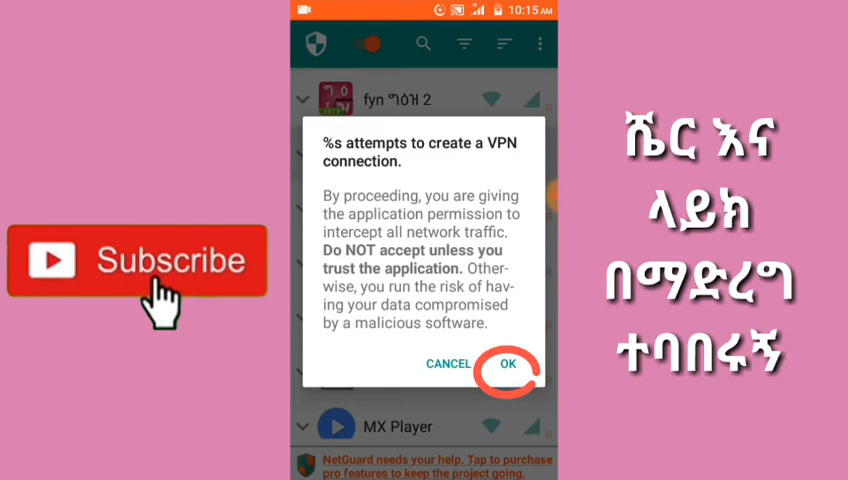 10:15 AM
fyn ግዕዝ 2
ግ ዕ
ዝ
R
%s attempts to create a VPN
connection.
By proceeding, you are giving
the application permission to
intercept all network traffic.
Do NOT accept unless you
trust the application. Other-
wise, you run the risk of hav-
ing your data compromised
by a malicious software.
CANCEL
OK
MX Player
R
NetGuard needs your help. Tap to purchase
pro features to keep the project going.
Subscribe
ሼር እና
ላይክ
በማድረግ
ተባበሩኝ